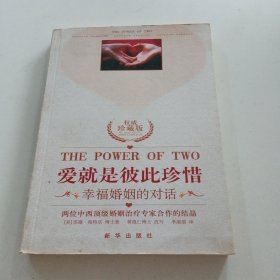 THE POWER OF TWO
权威
珍藏版
THE POWER OF TWO
爱就是彼此珍惜
幸福婚姻的对话
两位中西顶级婚姻治疗专家合作的结晶
新华出版社